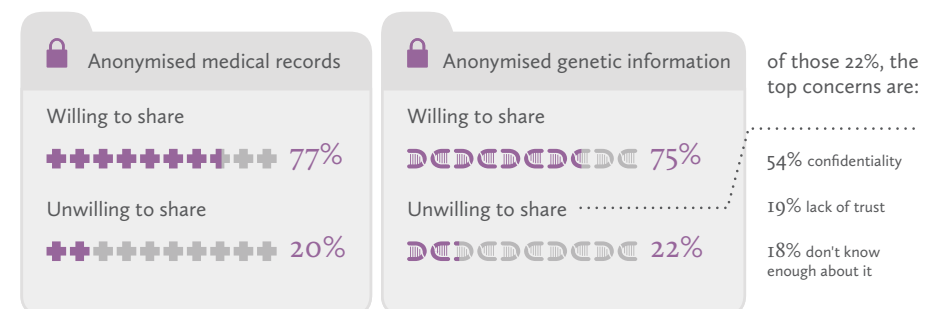 Anonymised medical records
Willing to share
77%
Unwilling to share
20%
Anonymised genetic information
Willing to share
75%
Unwilling to share
22%
of those 22%, the
top concerns are:
54% confidentiality
19% lack of trust
18% don't know
enough about it